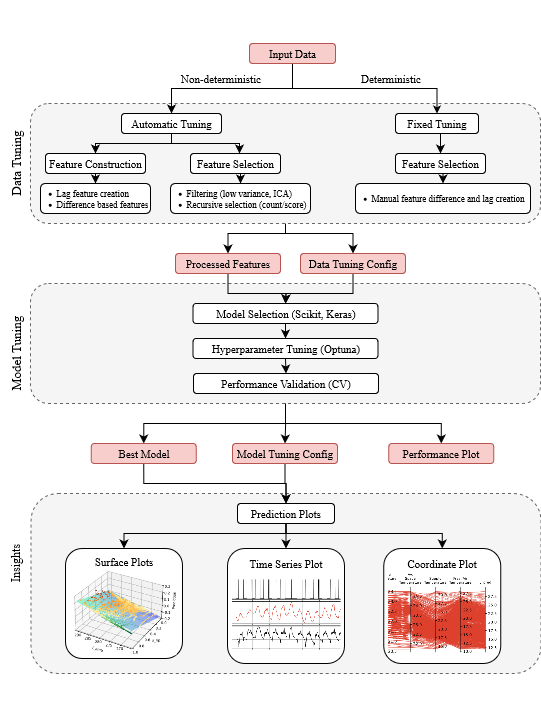 Input Data
Non-deterministic
Deterministic
Data Tuning
Automatic Tuning
Fixed Tuning
Feature Construction
Feature Selection
Feature Selection
• Lag feature creation
• Difference based features
• Filtering (low variance, ICA)
• Recursive selection (count/score)
• Manual feature difference and lag creation
Processed Features
Data Tuning Config
Model Tuning
Model Selection (Scikit, Keras)
Hyperparameter Tuning (Optuna)
Performance Validation (CV)
Best Model
Model Tuning Config
Performance Plot
Insights
Prediction Plots
Surface Plots
Time Series Plot
Coordinate Plot